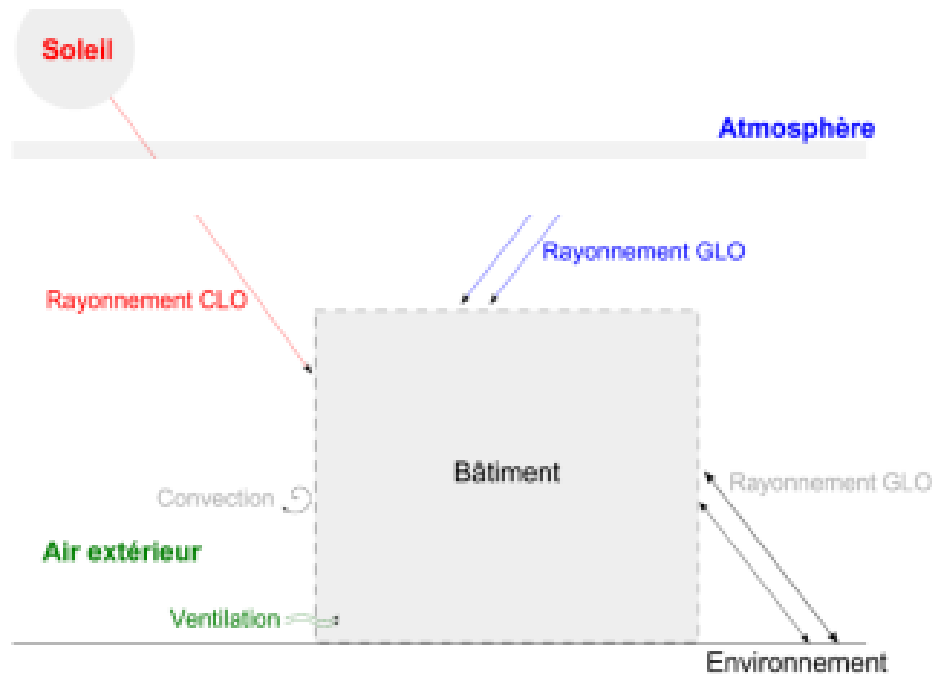 Soleil
Atmosphère
Rayonnement GLO
Rayonnement CLO
Bâtiment
Rayonnement GLO
Convection
Air extérieur
Ventilation
Environnement